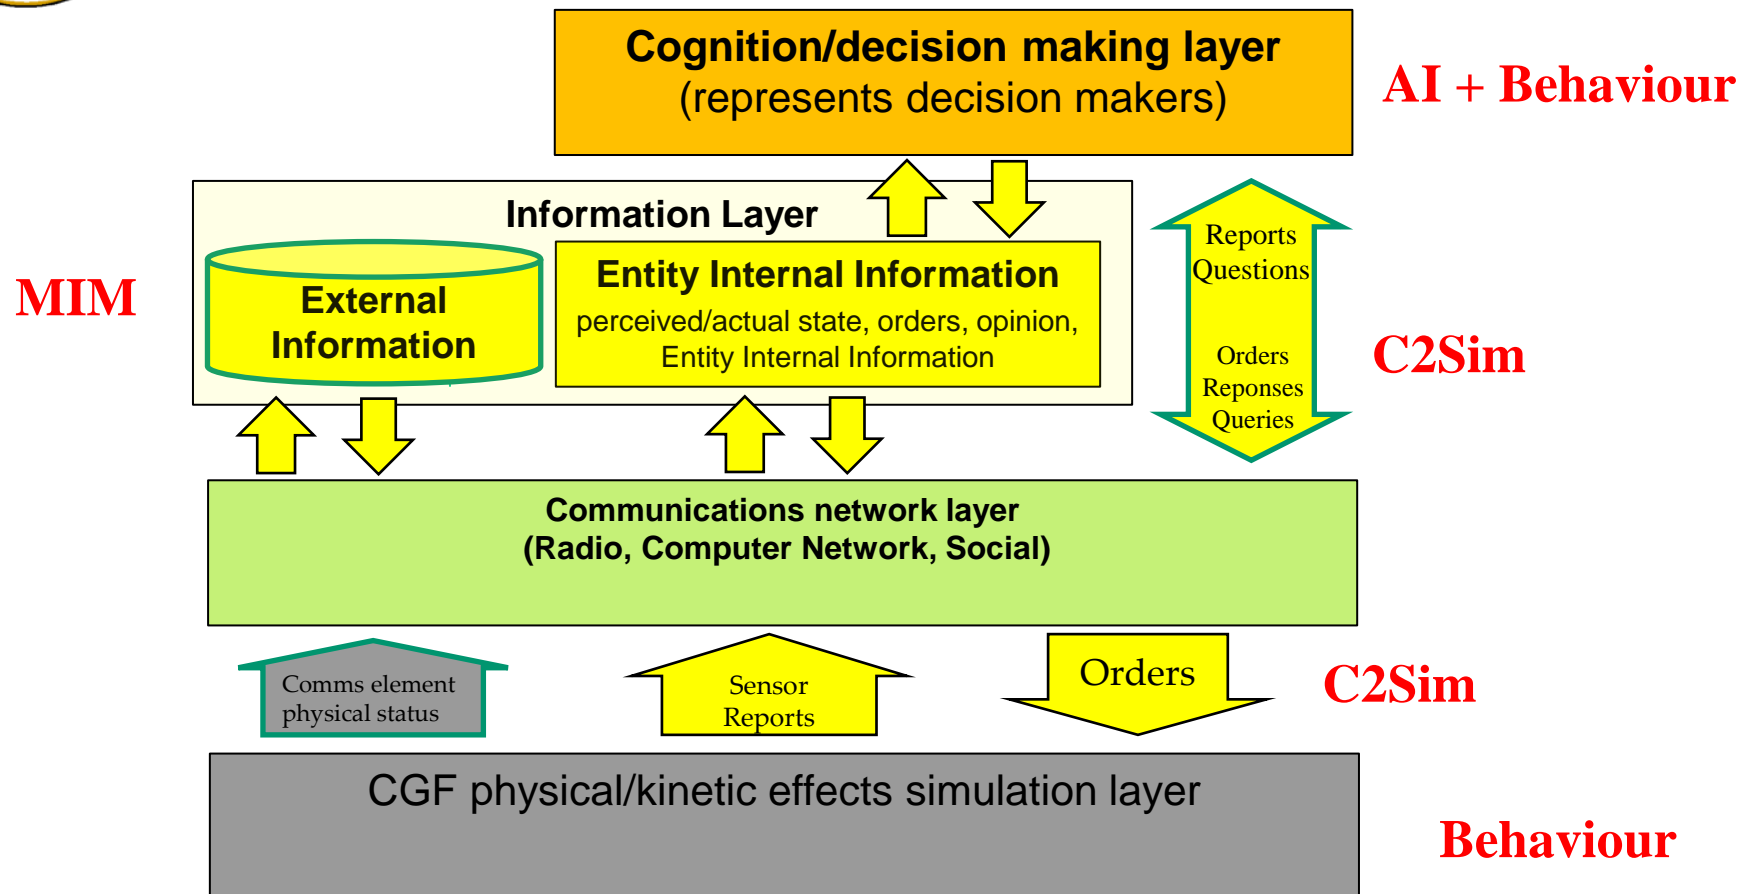 Cognition/decision making layer
(represents decision makers)
AI + Behaviour
Information Layer
MIM
External
Information
Entity Internal Information
perceived/actual state, orders, opinion,
Entity Internal Information
Reports
Questions
Orders
Reponses
Queries
C2Sim
Communications network layer
(Radio, Computer Network, Social)
Comms element
physical status
Sensor
Reports
Orders
C2Sim
CGF physical/kinetic effects simulation layer
Behaviour